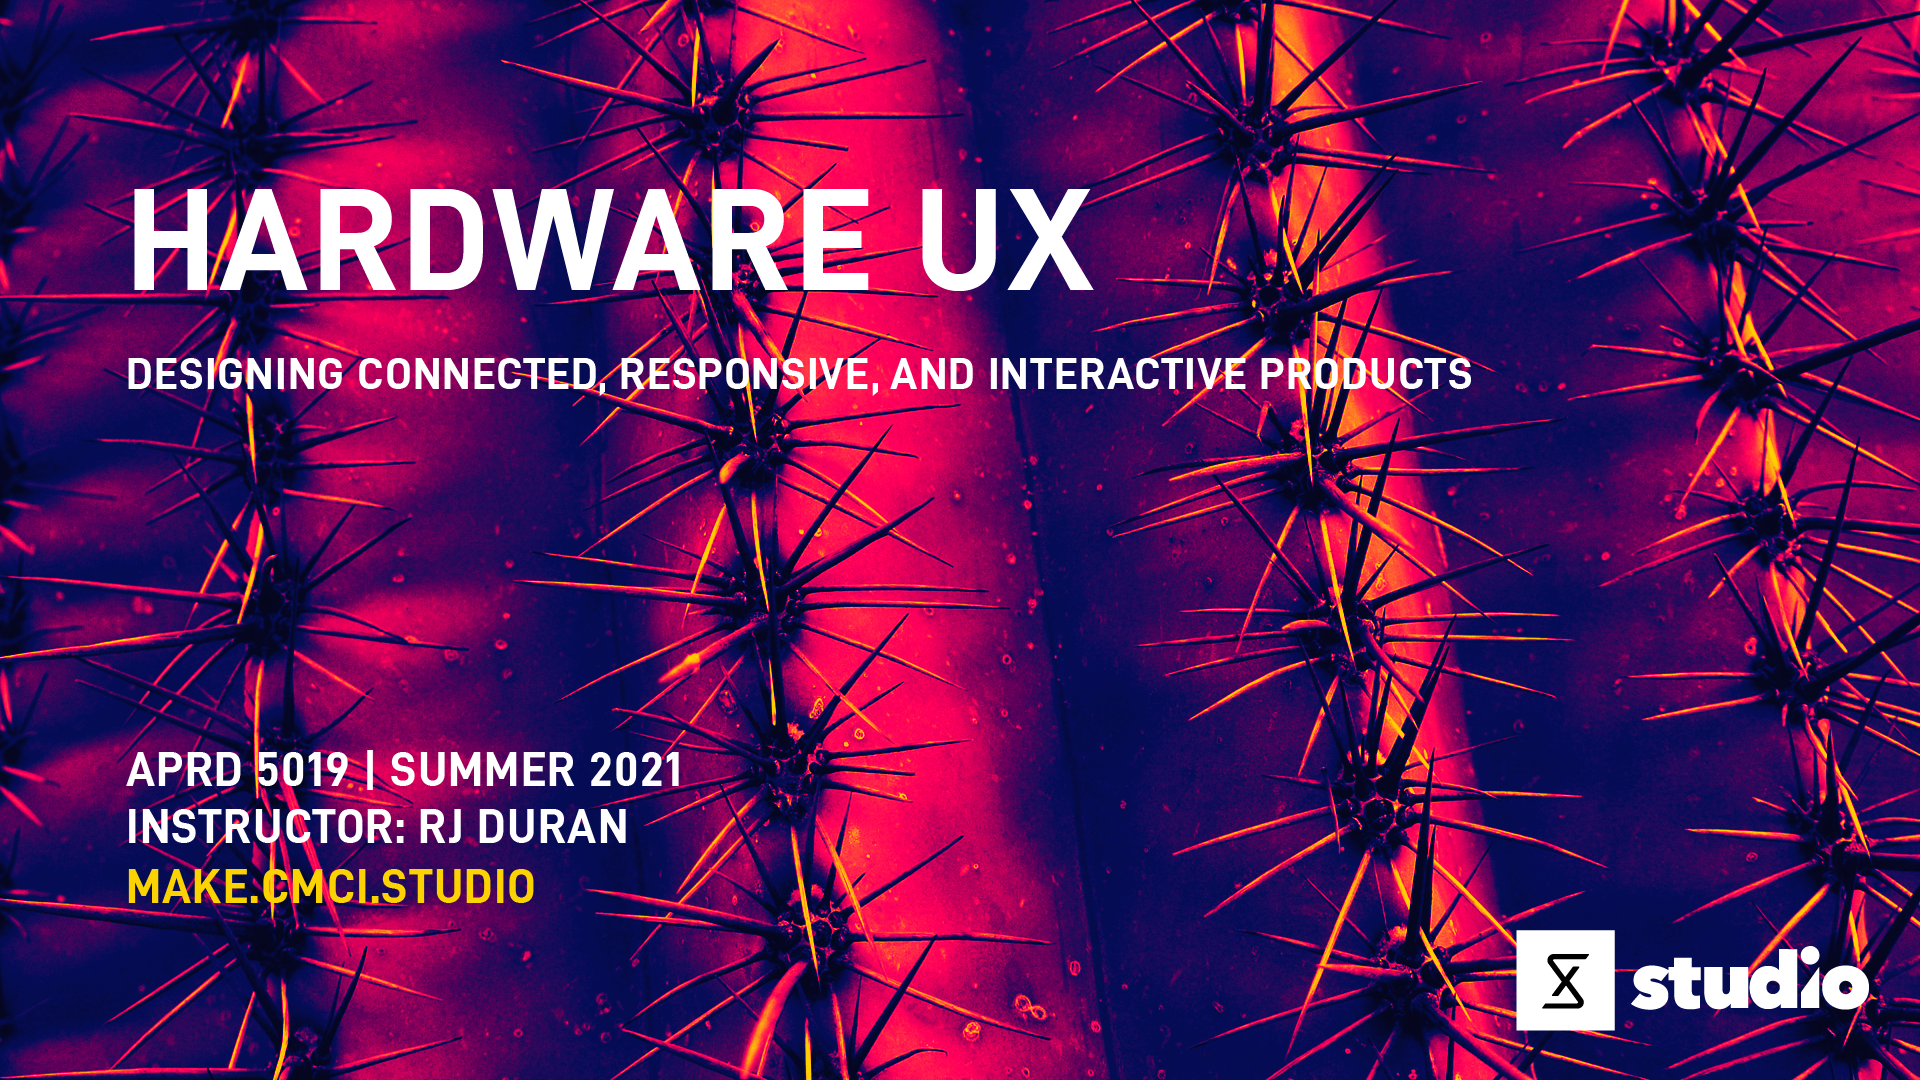 HARDWARE UX
DESIGNING CONNECTED, RESPONSIVE, AND INTERACTIVE PRODUCTS
APRD 5019 | SUMMER 2021
INSTRUCTOR: RJ DURAN
MAKE.CMCI.STUDIO
studio